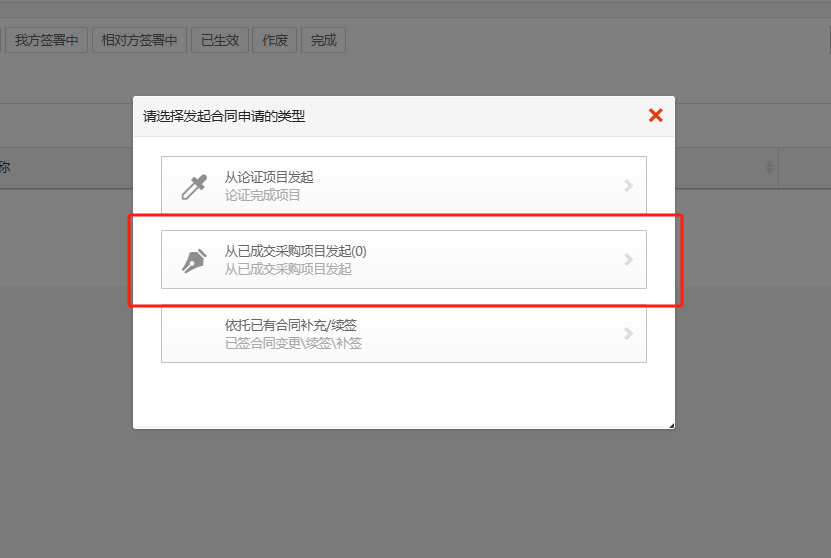 我方签署中
相对方签署中
已生效
作废
完成
请选择发起合同申请的类型
称
从论证项目发起
论证完成项目
从已成交采购项目发起(0)
从已成交采购项目发起
依托已有合同补充/续签
已签合同变更\续签\补签